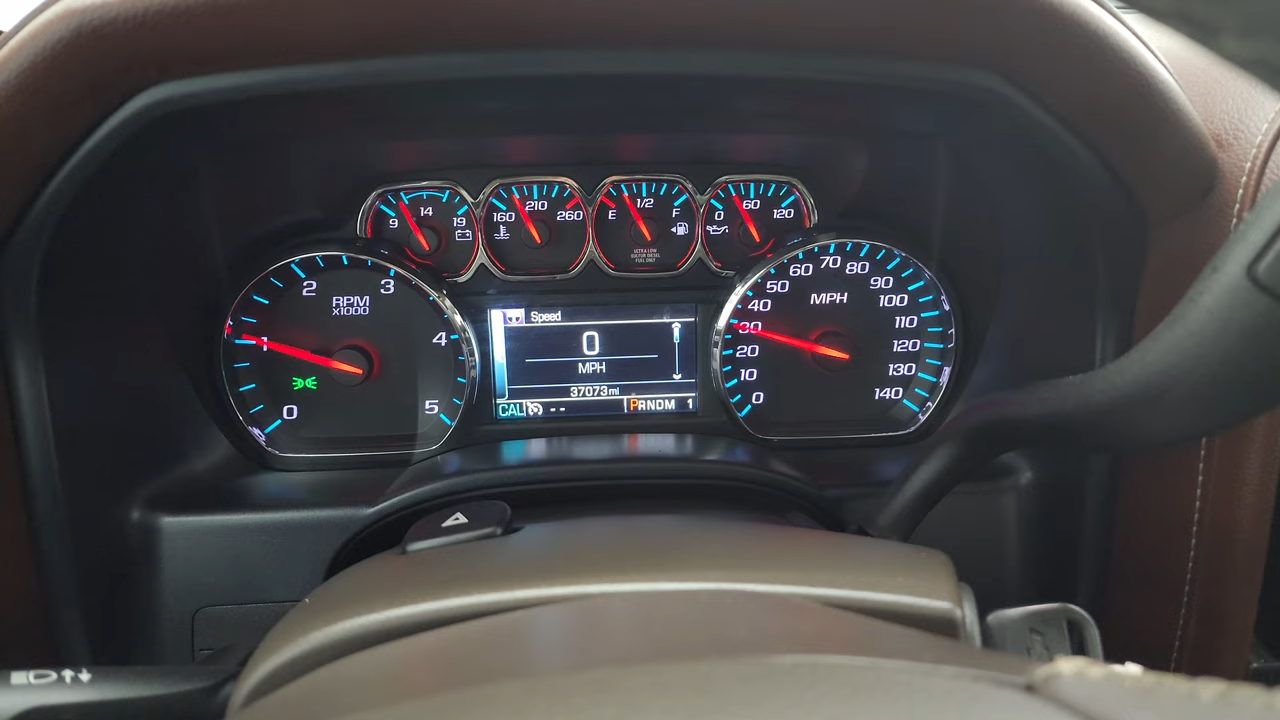 9 14 19
160 210 260
E 1/2 F
ULTRA LOW
SULFUR DIESEL
FUEL ONLY
0 60 120
0 1 2 3 4 5
RPM
X1000
Speed
0
MPH
37073 mi
CAL -- PRNDM 1
0 10 20 30 40 50 60 70 80 90 100 110 120 130 140
MPH